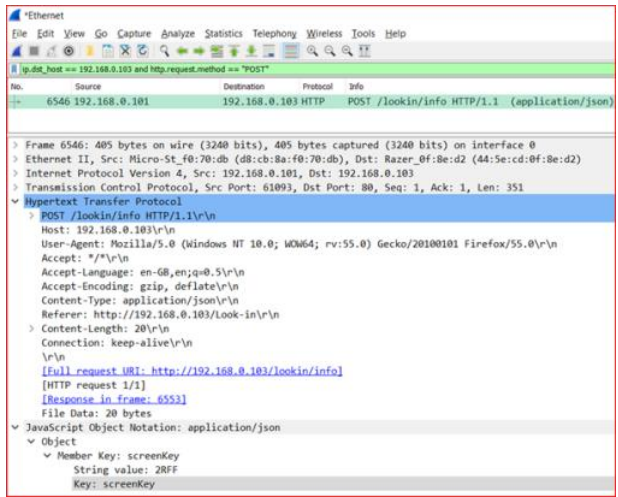 *Ethernet
File Edit View Go Capture Analyze Statistics Telephony Wireless Tools Help
ip.dst_host == 192.168.0.103 and http.request.method == "POST"
No. Source Destination Protocol Info
6546 192.168.0.101 192.168.0.103 HTTP POST /lookin/info HTTP/1.1 (application/json)
Frame 6546: 405 bytes on wire (3240 bits), 405 bytes captured (3240 bits) on interface 0
Ethernet II, Src: Micro-St_f0:70:db (d8:cb:8a:f0:70:db), Dst: Razer_0f:8e:d2 (44:5e:cd:0f:8e:d2)
Internet Protocol Version 4, Src: 192.168.0.101, Dst: 192.168.0.103
Transmission Control Protocol, Src Port: 61093, Dst Port: 80, Seq: 1, Ack: 1, Len: 351
Hypertext Transfer Protocol
POST /lookin/info HTTP/1.1\r\n
Host: 192.168.0.103\r\n
User-Agent: Mozilla/5.0 (Windows NT 10.0; WOW64; rv:55.0) Gecko/20100101 Firefox/55.0\r\n
Accept: */*\r\n
Accept-Language: en-GB,en;q=0.5\r\n
Accept-Encoding: gzip, deflate\r\n
Content-Type: application/json\r\n
Referer: http://192.168.0.103/Look-in\r\n
Content-Length: 20\r\n
Connection: keep-alive\r\n
\r\n
[Full request URI: http://192.168.0.103/lookin/info]
[HTTP request 1/1]
[Response in frame: 6553]
File Data: 20 bytes
JavaScript Object Notation: application/json
Object
Member Key: screenKey
String value: 2RFF
Key: screenKey